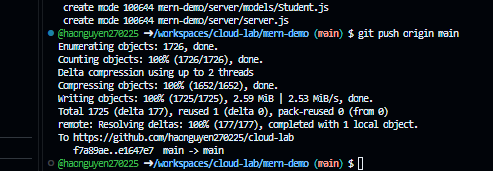 create mode 100644 mern-demo/server/models/Student.js
create mode 100644 mern-demo/server/server.js
@haonguyen270225 ➜/workspaces/cloud-lab/mern-demo (main) $ git push origin main
Enumerating objects: 1726, done.
Counting objects: 100% (1726/1726), done.
Delta compression using up to 2 threads
Compressing objects: 100% (1652/1652), done.
Writing objects: 100% (1725/1725), 2.59 MiB | 2.53 MiB/s, done.
Total 1725 (delta 177), reused 1 (delta 0), pack-reused 0 (from 0)
remote: Resolving deltas: 100% (177/177), completed with 1 local object.
To https://github.com/haonguyen270225/cloud-lab
f7a89ae..e1647e7  main -> main
@haonguyen270225 ➜/workspaces/cloud-lab/mern-demo (main) $